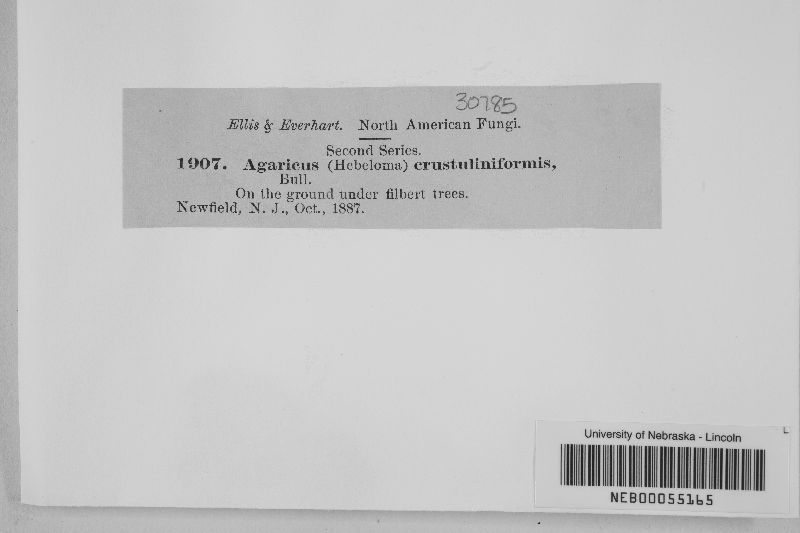 30785
Ellis & Everhart. North American Fungi.
Second Series.
1907. Agaricus (Hebeloma) crustuliniformis,
Bull.
On the ground under filbert trees.
Newfield, N. J., Oct., 1887.
University of Nebraska - Lincoln
NEB00055165
L